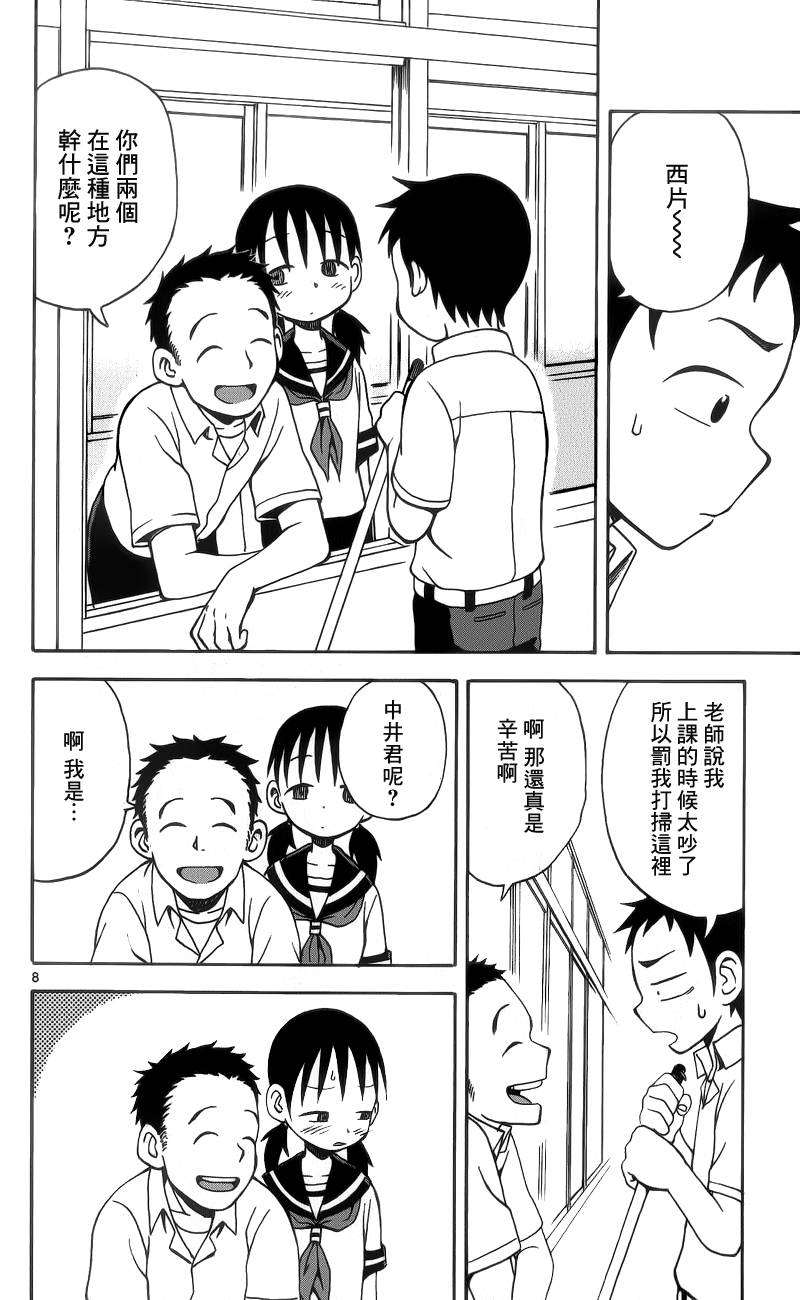 西片～
你們兩個
在這種地方
幹什麼呢？
老師說我
上課的時候太吵了
所以罰我打掃這裡
啊 那還真是
辛苦啊
中井君呢？
啊 我是…
8